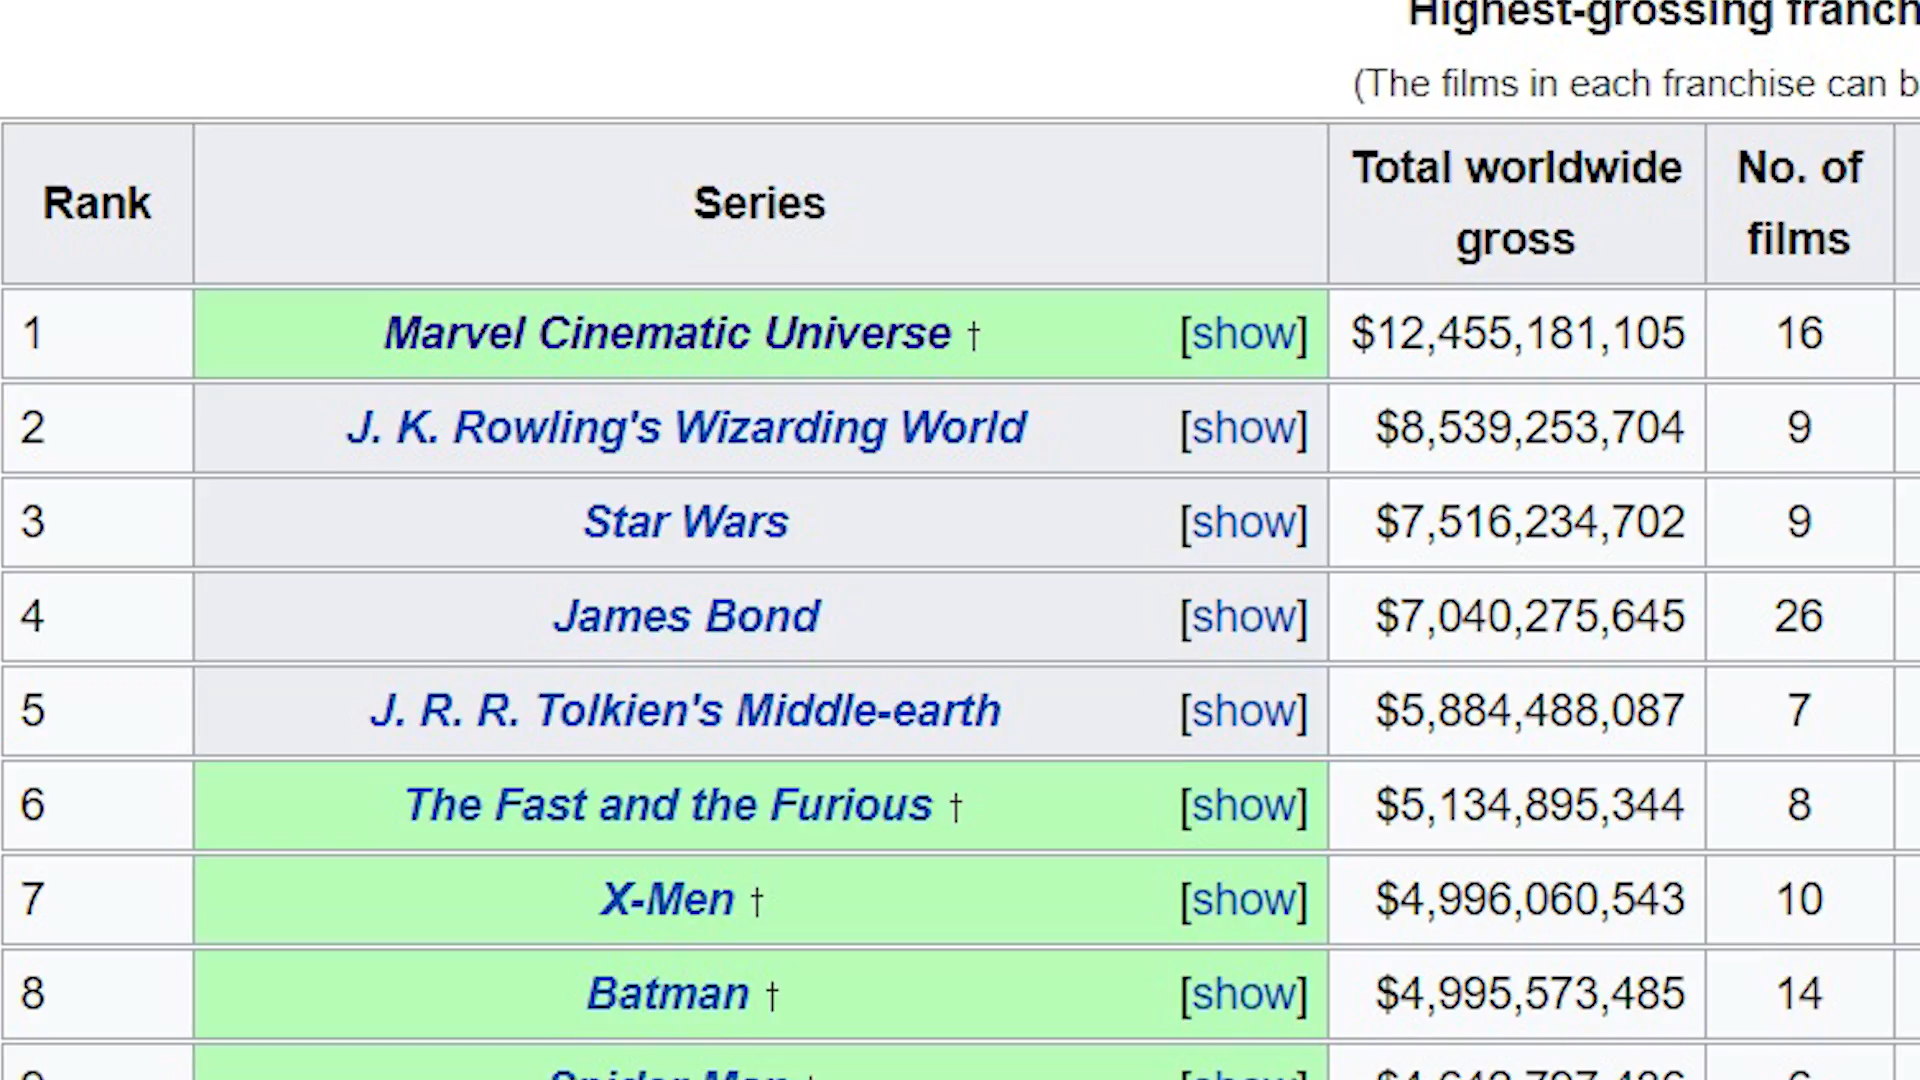 Highest-grossing franch
(The films in each franchise can b
Rank Series Total worldwide gross No. of films
1 Marvel Cinematic Universe † [show] $12,455,181,105 16
2 J. K. Rowling's Wizarding World [show] $8,539,253,704 9
3 Star Wars [show] $7,516,234,702 9
4 James Bond [show] $7,040,275,645 26
5 J. R. R. Tolkien's Middle-earth [show] $5,884,488,087 7
6 The Fast and the Furious † [show] $5,134,895,344 8
7 X-Men † [show] $4,996,060,543 10
8 Batman † [show] $4,995,573,485 14
Spider-Man † [show]